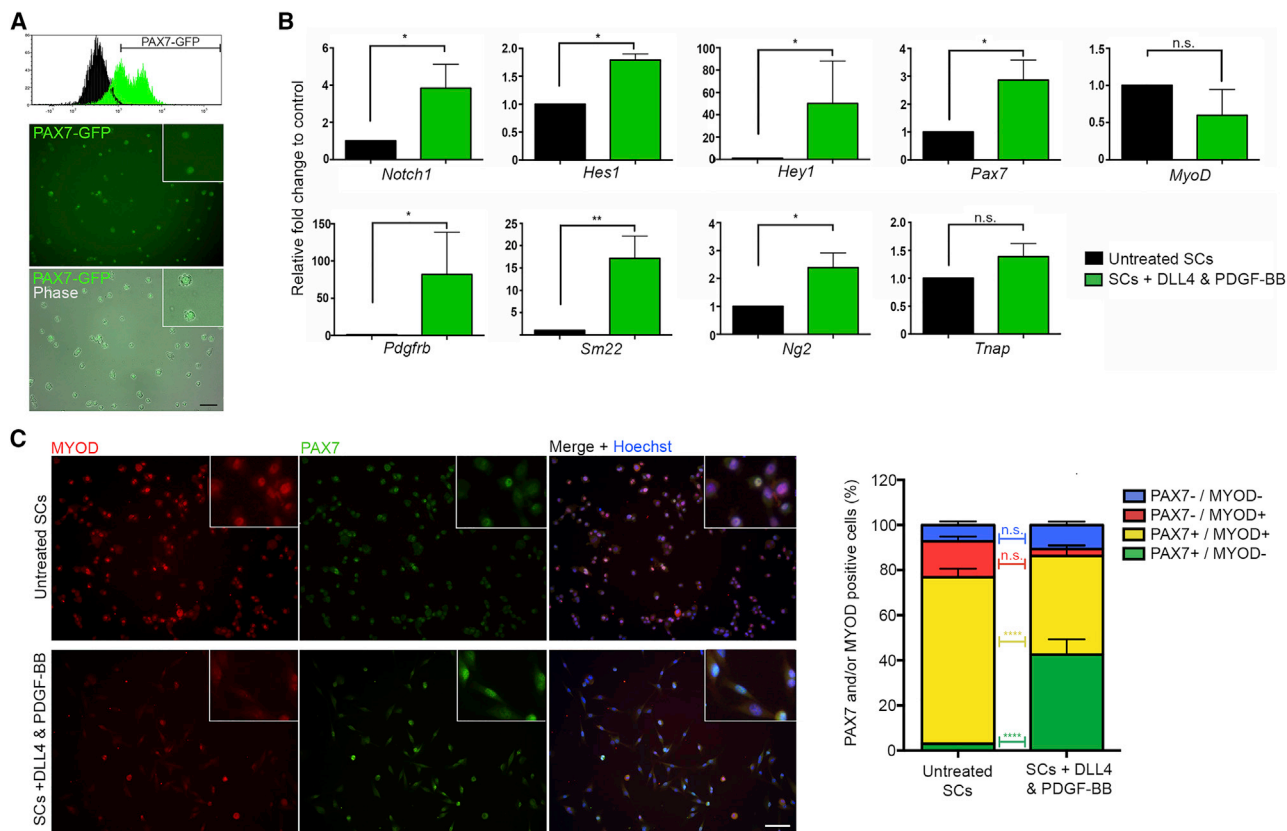 A
PAX7-GFP
PAX7-GFP
PAX7-GFP
Phase
B
Relative fold change to control
6
4
2
0
*
Notch1
2.0
1.5
1.0
0.5
0
*
Hes1
100
80
60
40
20
0
*
Hey1
4
3
2
1
0
*
Pax7
1.5
1.0
0.5
0
n.s.
MyoD
150
100
50
0
*
Pdgfrb
25
20
15
10
5
0
**
Sm22
4
3
2
1
0
*
Ng2
2.0
1.5
1.0
0.5
0
n.s.
Tnap
Untreated SCs
SCs + DLL4 & PDGF-BB
C
MYOD
PAX7
Merge + Hoechst
Untreated SCs
SCs + DLL4 & PDGF-BB
PAX7 and/or MYOD positive cells (%)
120
100
80
60
40
20
0
n.s.
n.s.
****
****
Untreated
SCs
SCs + DLL4
& PDGF-BB
PAX7- / MYOD-
PAX7- / MYOD+
PAX7+ / MYOD+
PAX7+ / MYOD-